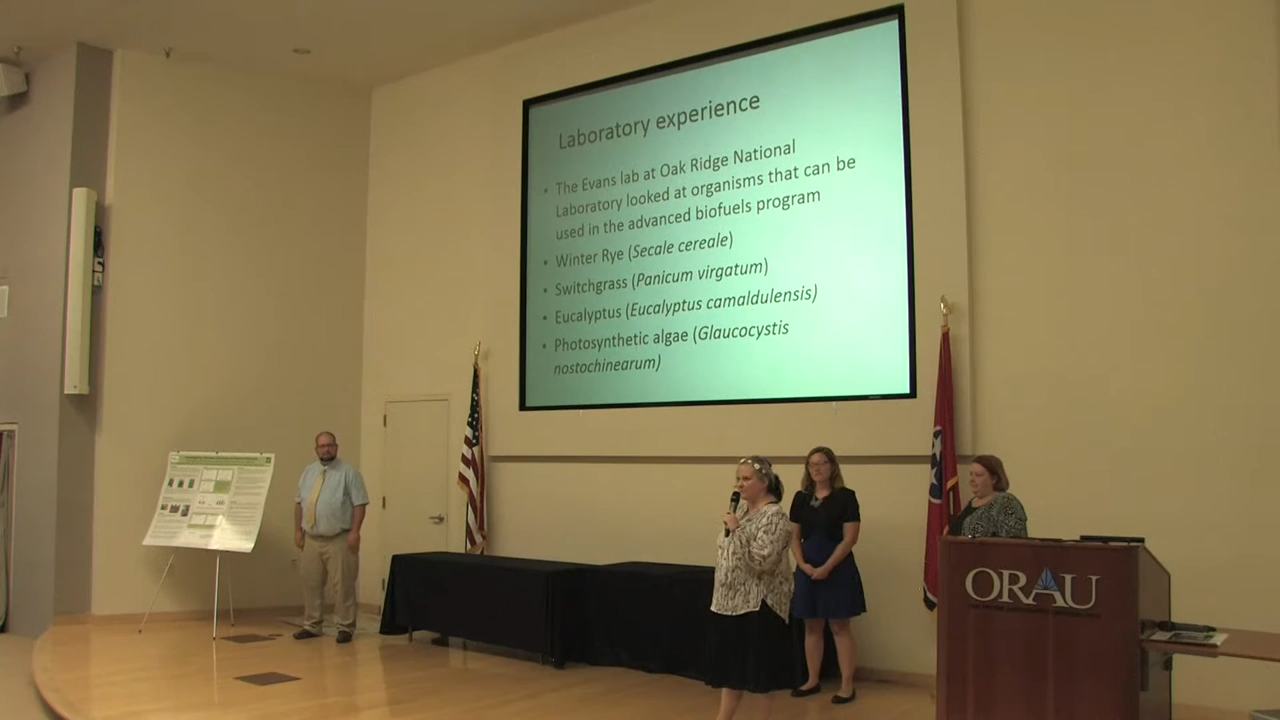 Laboratory experience
• The Evans lab at Oak Ridge National
Laboratory looked at organisms that can be
used in the advanced biofuels program
• Winter Rye (Secale cereale)
• Switchgrass (Panicum virgatum)
• Eucalyptus (Eucalyptus camaldulensis)
• Photosynthetic algae (Glaucocystis
nostochinearum)
ORAU